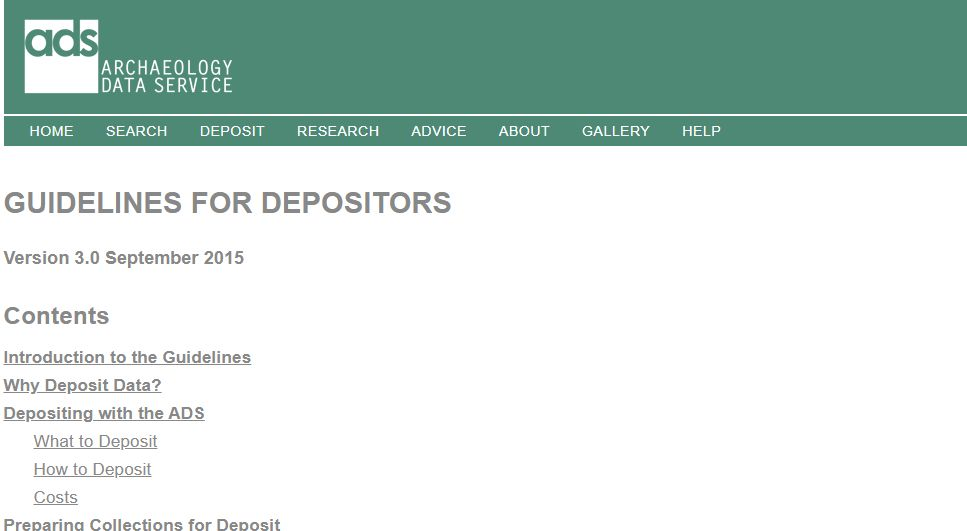 ads
ARCHAEOLOGY
DATA SERVICE
HOME SEARCH DEPOSIT RESEARCH ADVICE ABOUT GALLERY HELP
GUIDELINES FOR DEPOSITORS
Version 3.0 September 2015
Contents
Introduction to the Guidelines
Why Deposit Data?
Depositing with the ADS
What to Deposit
How to Deposit
Costs
Preparing Collections for Deposit